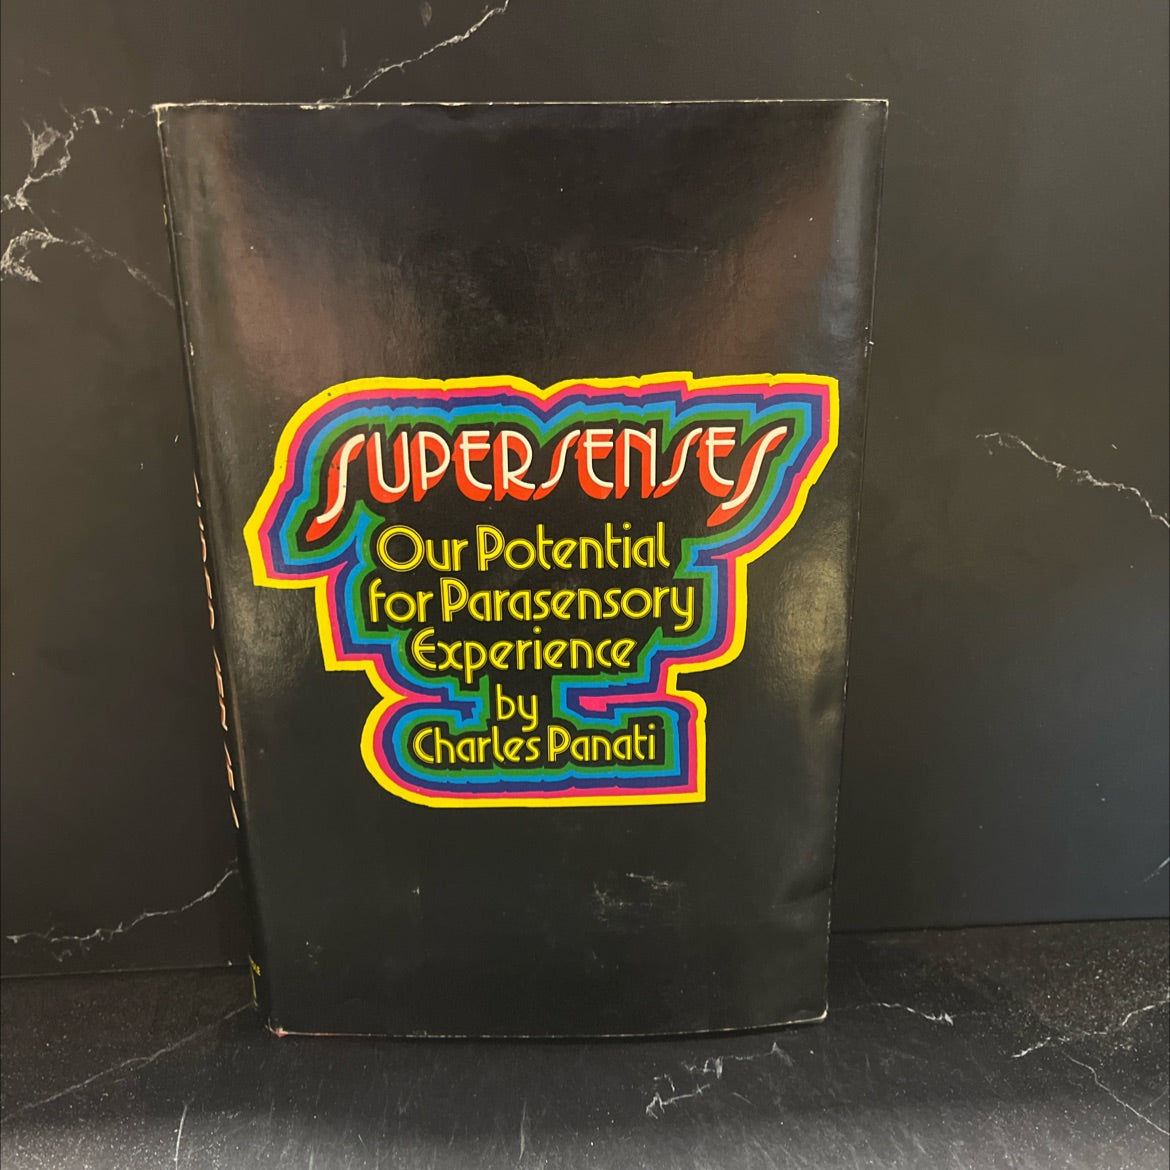 SUPERSENSES
Our Potential
for Parasensory
Experience
by
Charles Panati